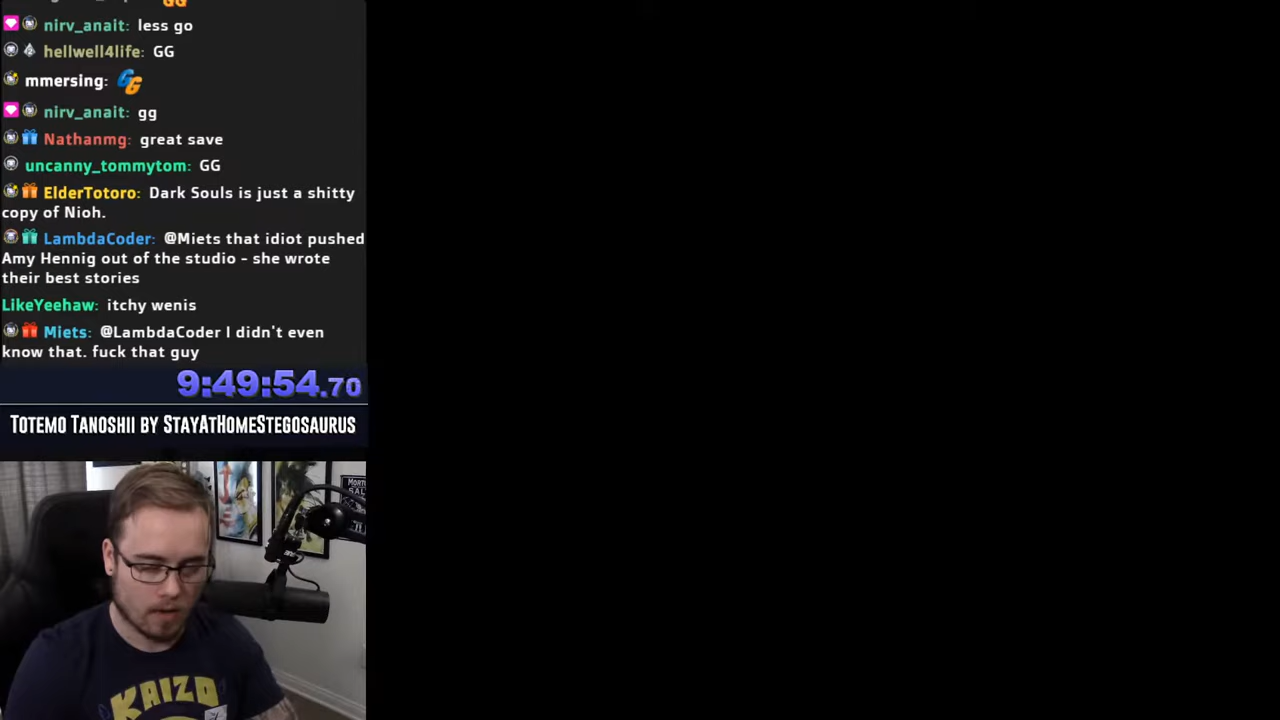 nirv_anait: less go
hellwell4life: GG
mmersing: GG
nirv_anait: gg
Nathanmg: great save
uncanny_tommytom: GG
ElderTotoro: Dark Souls is just a shitty
copy of Nioh.
LambdaCoder: @Miets that idiot pushed
Amy Hennig out of the studio - she wrote
their best stories
LikeYeehaw: itchy wenis
Miets: @LambdaCoder I didn't even
know that. fuck that guy
9:49:54.70
Totemo Tanoshii by StayAtHomeStegosaurus
KAIZO